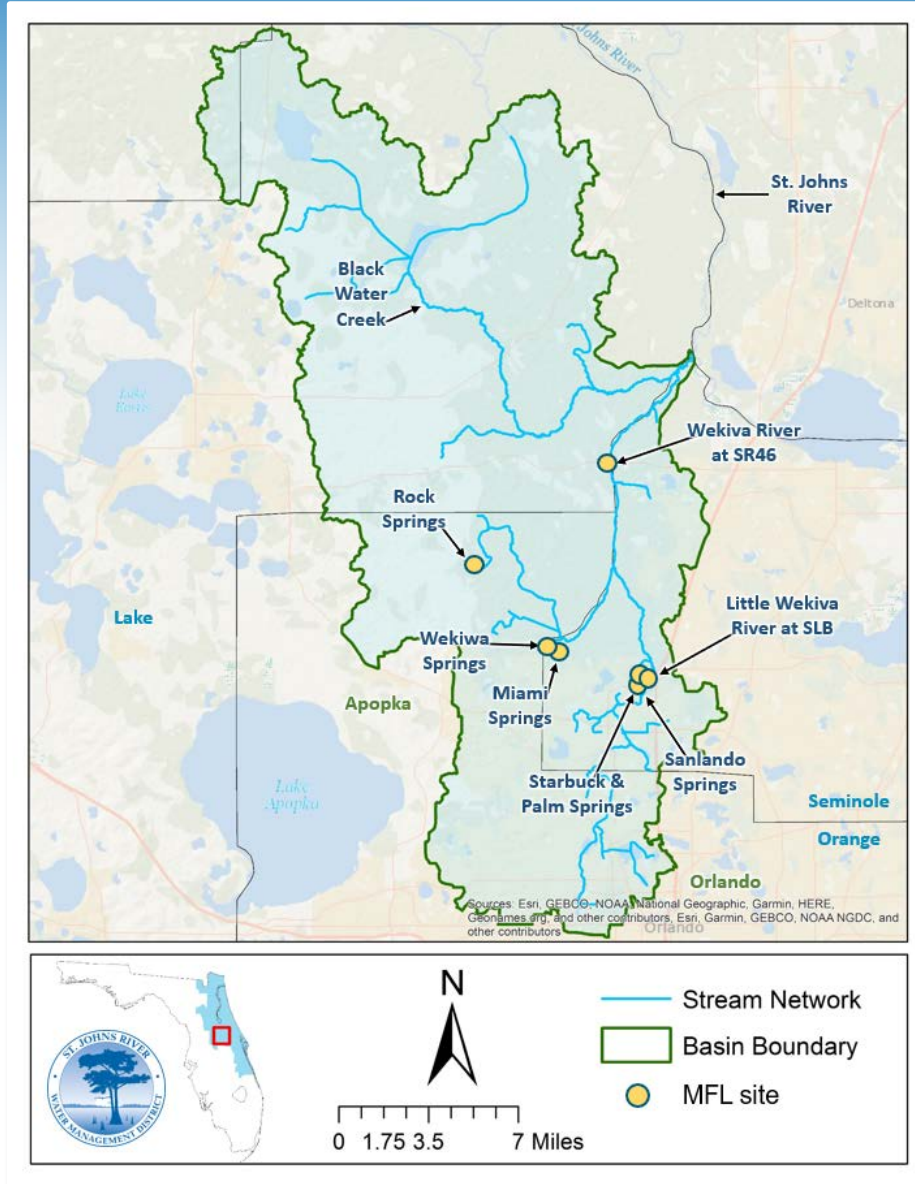 Johns River
St. Johns
River
Black
Water
Creek
Deltona
Wekiva River
at SR46
Rock
Springs
Lake
Little Wekiva
River at SLB
Wekiwa
Springs
Miami
Springs
Apopka
Lake
Apopka
Starbuck &
Palm Springs
Sanlando
Springs
Seminole
Orange
Orlando
Sources: Esri, GEBCO, NOAA, National Geographic, Garmin, HERE,
Geonames.org, and other contributors, Esri, Garmin, GEBCO, NOAA NGDC, and
other contributors
Orlando
ST. JOHNS RIVER
WATER MANAGEMENT DISTRICT
N
0 1.75 3.5 7 Miles
Stream Network
Basin Boundary
MFL site